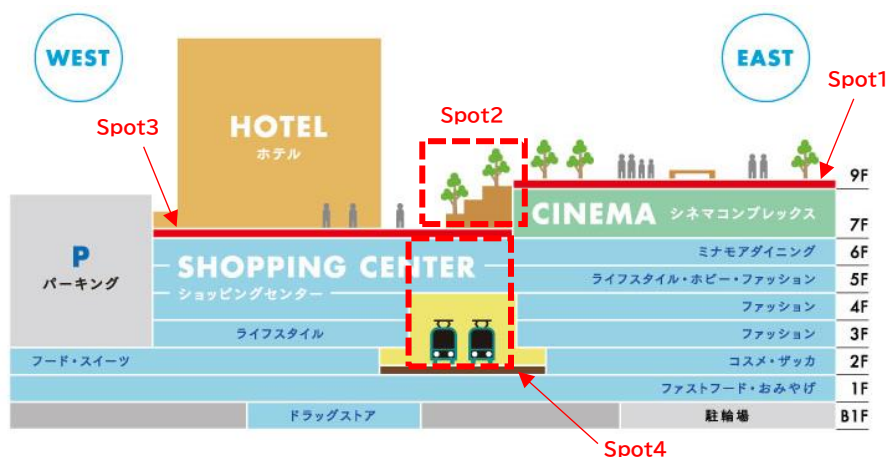 WEST
EAST
Spot1
Spot2
Spot3
HOTEL
ホテル
9F
CINEMA シネマコンプレックス
7F
P
パーキング
SHOPPING CENTER
ショッピングセンター
ミナモアダイニング
6F
ライフスタイル・ホビー・ファッション
5F
ファッション
4F
ライフスタイル
ファッション
3F
フード・スイーツ
コスメ・ザッカ
2F
ファストフード・おみやげ
1F
ドラッグストア
駐輪場
B1F
Spot4